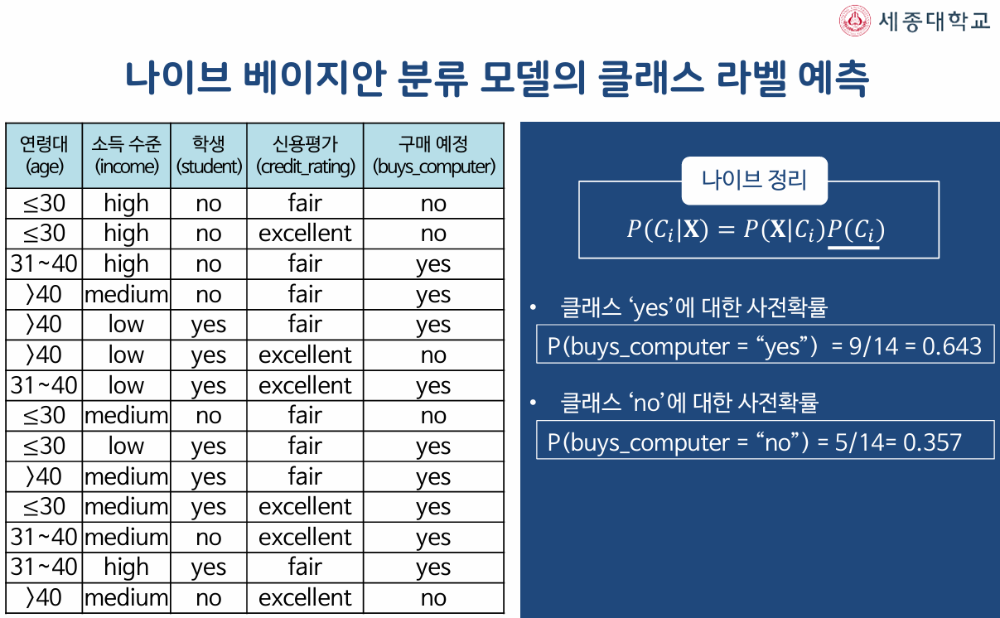 세종대학교
나이브 베이지안 분류 모델의 클래스 라벨 예측
연령대 (age) 소득 수준 (income) 학생 (student) 신용평가 (credit_rating) 구매 예정 (buys_computer)
≤30 high no fair no
≤30 high no excellent no
31~40 high no fair yes
>40 medium no fair yes
>40 low yes fair yes
>40 low yes excellent no
31~40 low yes excellent yes
≤30 medium no fair no
≤30 low yes fair yes
>40 medium yes fair yes
≤30 medium yes excellent yes
31~40 medium no excellent yes
31~40 high yes fair yes
>40 medium no excellent no
나이브 정리
P(Cᵢ|X) = P(X|Cᵢ)P(Cᵢ)
• 클래스 ‘yes’에 대한 사전확률
P(buys_computer = “yes”) = 9/14 = 0.643
• 클래스 ‘no’에 대한 사전확률
P(buys_computer = “no”) = 5/14= 0.357